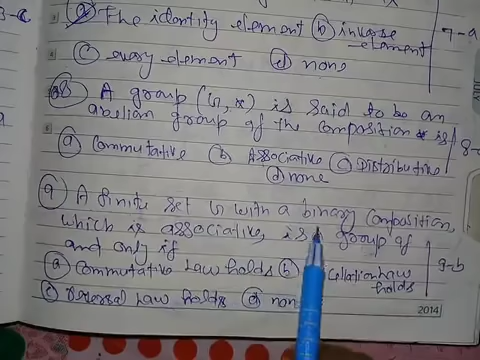 3-c
(a) The identity element (b) inverse
element
7-a
(c) every element (d) none
(8) A group (G, *) is said to be an
abelian group if the composition * is
8-a
(a) Commutative (b) Associative (c) Distributive
(d) none
(9) A finite set G with a binary Composition
which is associative, is a group if
and only if
(a) Commutative Law holds (b) Law
holds
9-b
(c) Reversal Law holds (d) non
2014